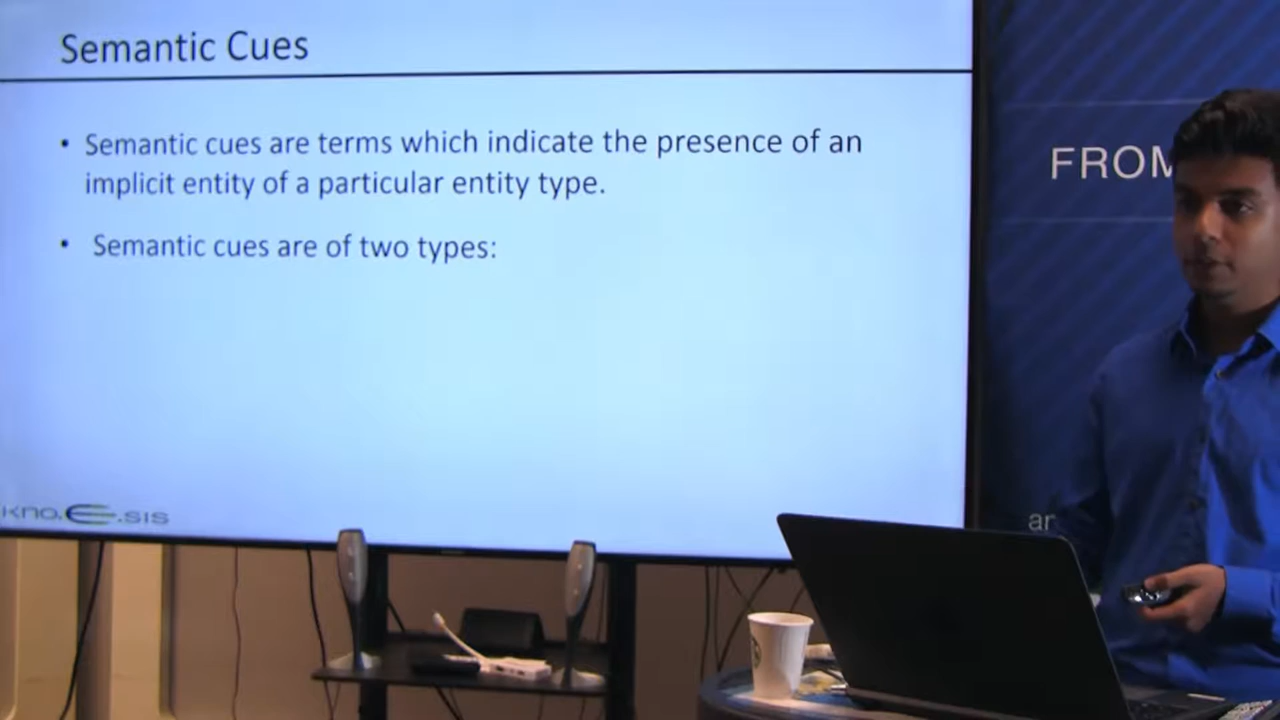 Semantic Cues
• Semantic cues are terms which indicate the presence of an
implicit entity of a particular entity type.
• Semantic cues are of two types:
kno.e.sis
FROM
ar